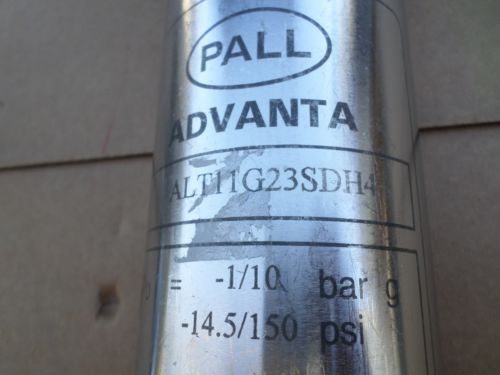 PALL
ADVANTA
ALT11G23SDH4
= -1/10 bar g
-14.5/150 psi